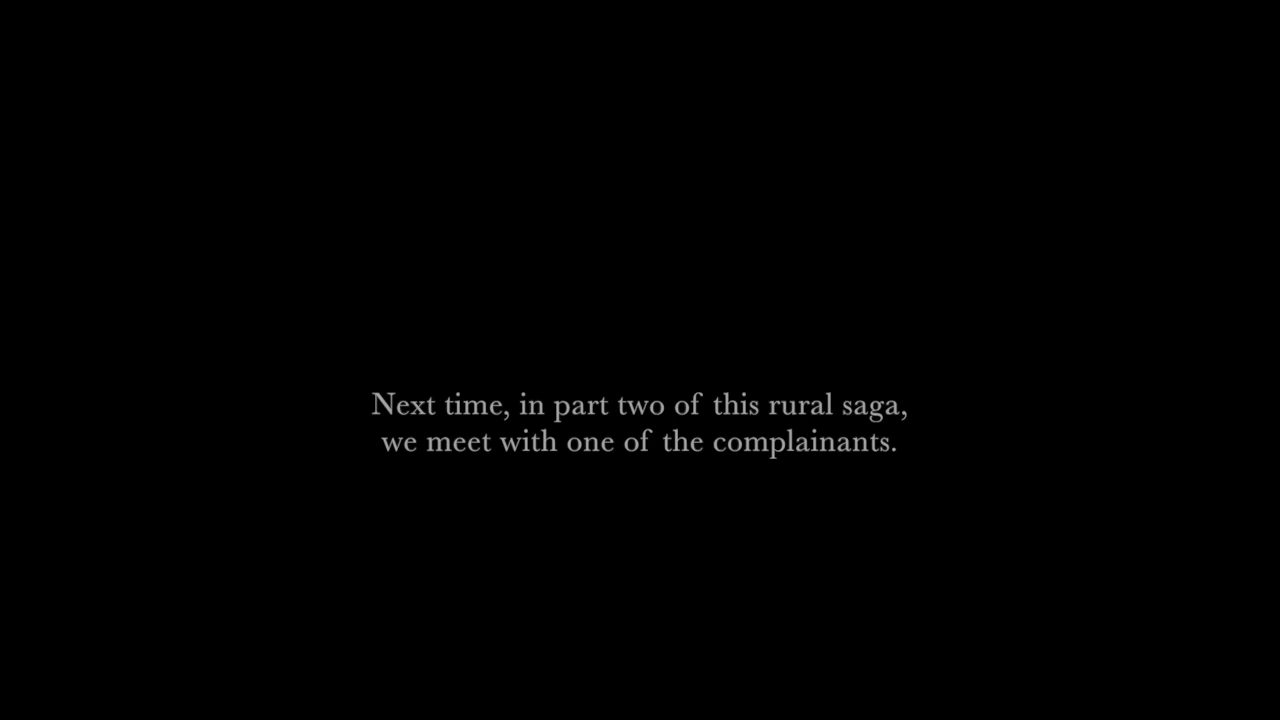 Next time, in part two of this rural saga,
we meet with one of the complainants.